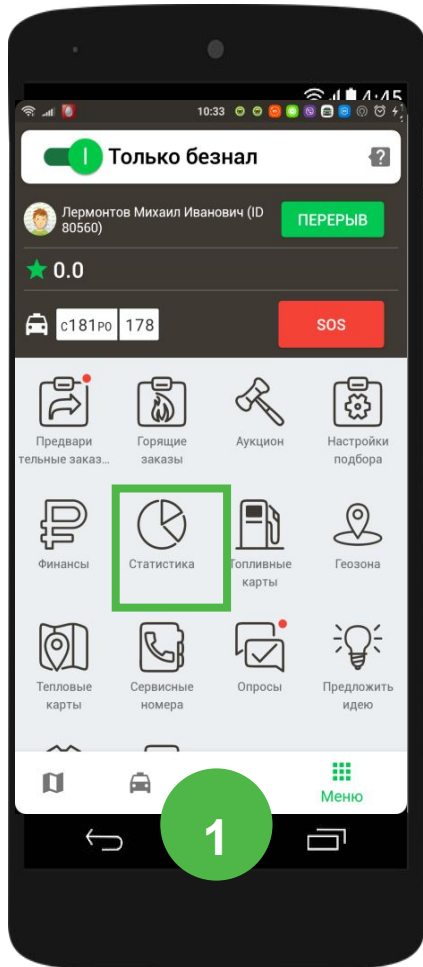 4:45
10:33
Только безнал
?
Лермонтов Михаил Иванович (ID
80560)
ПЕРЕРЫВ
0.0
с181РО 178
SOS
Предвари
тельные заказ...
Горящие
заказы
Аукцион
Настройки
подбора
Финансы
Статистика
Топливные
карты
Геозона
Тепловые
карты
Сервисные
номера
Опросы
Предложить
идею
Меню
1